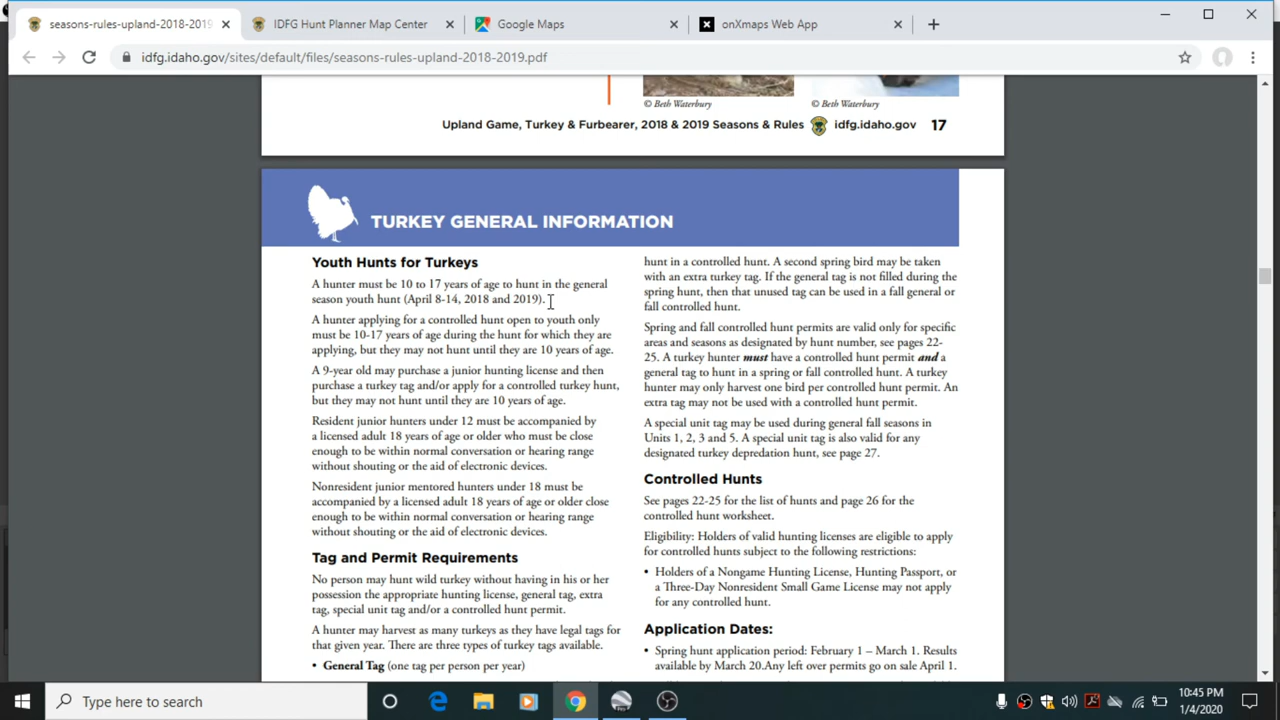 seasons-rules-upland-2018-2019
IDFG Hunt Planner Map Center
Google Maps
onXmaps Web App
idfg.idaho.gov/sites/default/files/seasons-rules-upland-2018-2019.pdf
© Beth Waterbury
© Beth Waterbury
Upland Game, Turkey & Furbearer, 2018 & 2019 Seasons & Rules idfg.idaho.gov 17
TURKEY GENERAL INFORMATION
Youth Hunts for Turkeys
A hunter must be 10 to 17 years of age to hunt in the general
season youth hunt (April 8-14, 2018 and 2019).
A hunter applying for a controlled hunt open to youth only
must be 10-17 years of age during the hunt for which they are
applying, but they may not hunt until they are 10 years of age.
A 9-year old may purchase a junior hunting license and then
purchase a turkey tag and/or apply for a controlled turkey hunt,
but they may not hunt until they are 10 years of age.
Resident junior hunters under 12 must be accompanied by
a licensed adult 18 years of age or older who must be close
enough to be within normal conversation or hearing range
without shouting or the aid of electronic devices.
Nonresident junior mentored hunters under 18 must be
accompanied by a licensed adult 18 years of age or older close
enough to be within normal conversation or hearing range
without shouting or the aid of electronic devices.
Tag and Permit Requirements
No person may hunt wild turkey without having in his or her
possession the appropriate hunting license, general tag, extra
tag, special unit tag and/or a controlled hunt permit.
A hunter may harvest as many turkeys as they have legal tags for
that given year. There are three types of turkey tags available.
• General Tag (one tag per person per year)
hunt in a controlled hunt. A second spring bird may be taken
with an extra turkey tag. If the general tag is not filled during the
spring hunt, then that unused tag can be used in a fall general or
fall controlled hunt.
Spring and fall controlled hunt permits are valid only for specific
areas and seasons as designated by hunt number, see pages 22-
25. A turkey hunter must have a controlled hunt permit and a
general tag to hunt in a spring or fall controlled hunt. A turkey
hunter may only harvest one bird per controlled hunt permit. An
extra tag may not be used with a controlled hunt permit.
A special unit tag may be used during general fall seasons in
Units 1, 2, 3 and 5. A special unit tag is also valid for any
designated turkey depredation hunt, see page 27.
Controlled Hunts
See pages 22-25 for the list of hunts and page 26 for the
controlled hunt worksheet.
Eligibility: Holders of valid hunting licenses are eligible to apply
for controlled hunts subject to the following restrictions:
• Holders of a Nongame Hunting License, Hunting Passport, or
a Three-Day Nonresident Small Game License may not apply
for any controlled hunt.
Application Dates:
• Spring hunt application period: February 1 – March 1. Results
available by March 20.Any left over permits go on sale April 1.
Type here to search
10:45 PM
1/4/2020